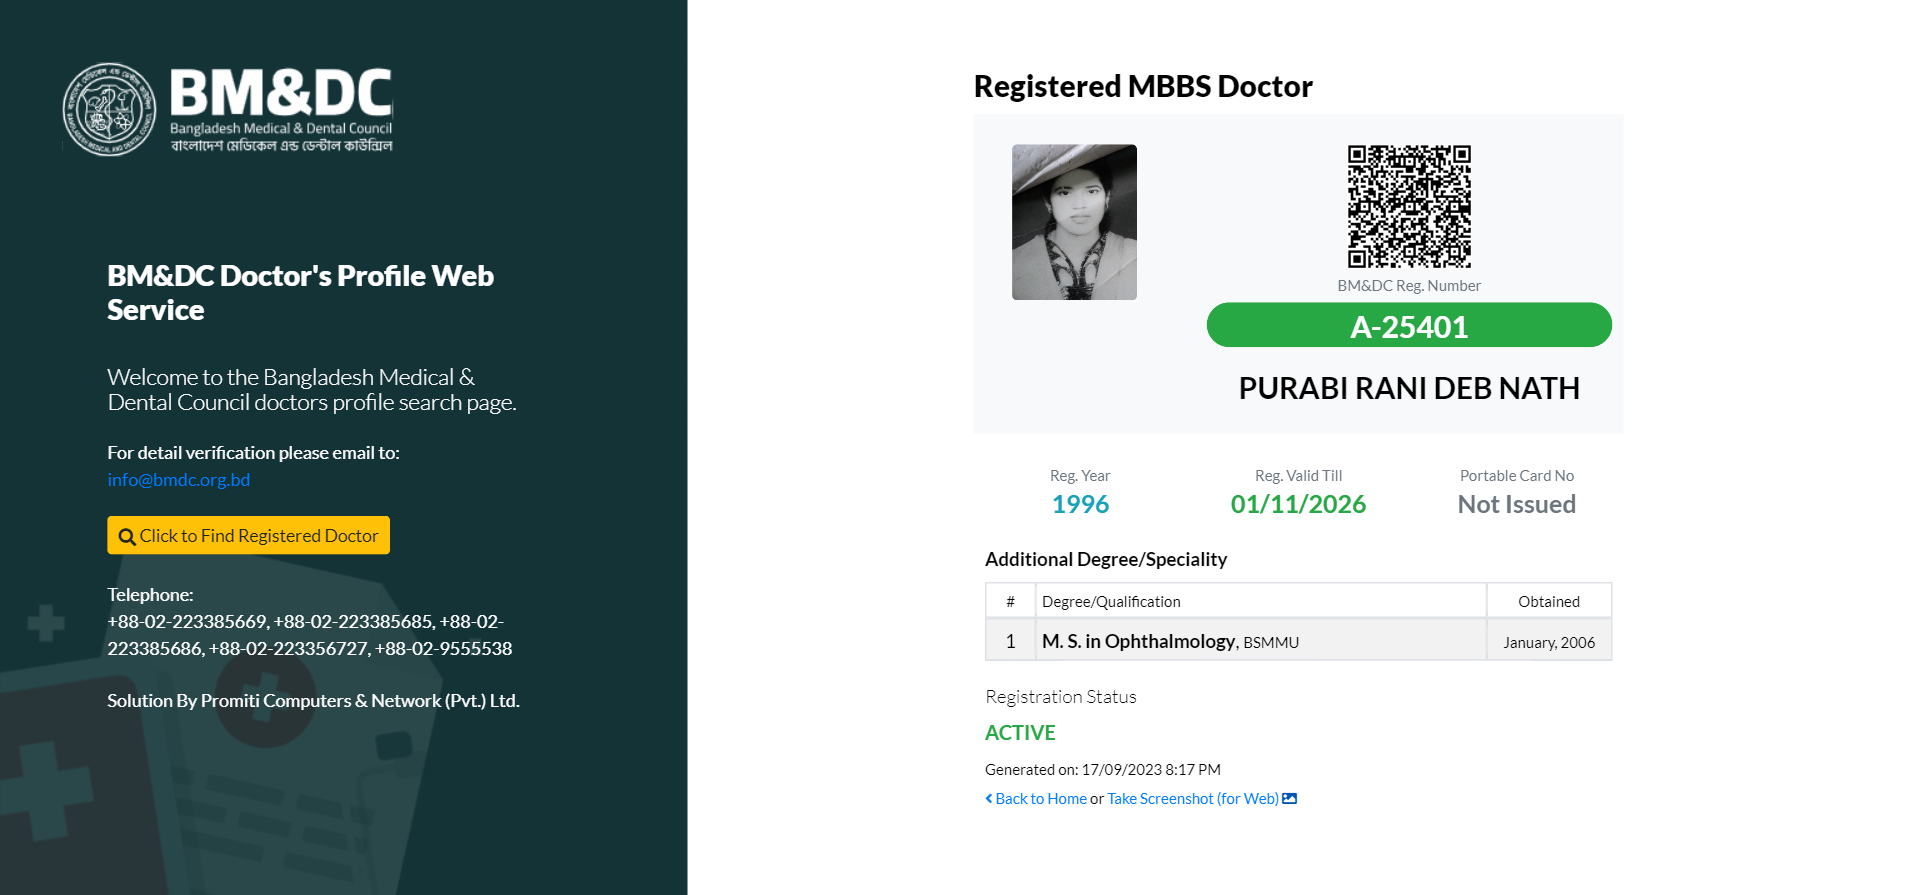 BM&DC
Bangladesh Medical & Dental Council
বাংলাদেশ মেডিকেল এন্ড ডেন্টাল কাউন্সিল
BM&DC Doctor's Profile Web
Service
Welcome to the Bangladesh Medical &
Dental Council doctors profile search page.
For detail verification please email to:
info@bmdc.org.bd
Click to Find Registered Doctor
Telephone:
+88-02-223385669, +88-02-223385685, +88-02-
223385686, +88-02-223356727, +88-02-9555538
Solution By Promiti Computers & Network (Pvt.) Ltd.
Registered MBBS Doctor
BM&DC Reg. Number
A-25401
PURABI RANI DEB NATH
Reg. Year Reg. Valid Till Portable Card No
1996 01/11/2026 Not Issued
Additional Degree/Speciality
# Degree/Qualification Obtained
1 M. S. in Ophthalmology, BSMMU January, 2006
Registration Status
ACTIVE
Generated on: 17/09/2023 8:17 PM
Back to Home or Take Screenshot (for Web)